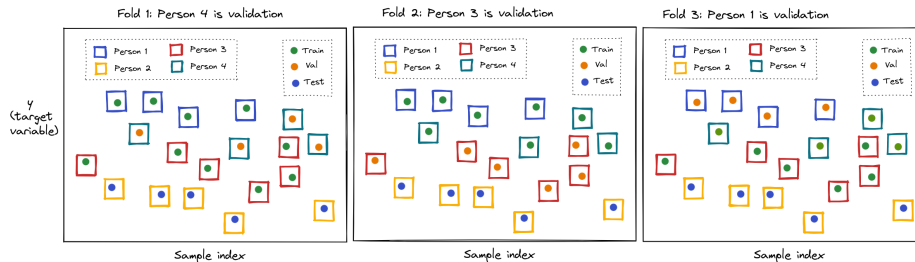 Fold 1: Person 4 is validation
Person 1
Person 3
Person 2
Person 4
Train
Val
Test
y
(target
variable)
Sample index
Fold 2: Person 3 is validation
Person 1
Person 3
Person 2
Person 4
Train
Val
Test
Sample index
Fold 3: Person 1 is validation
Person 1
Person 3
Person 2
Person 4
Train
Val
Test
Sample index